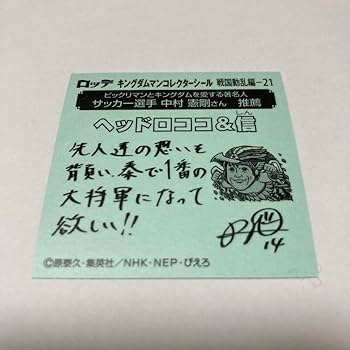 ロッテ キングダムマンコレクターシール 戦国動乱編-21
ビックリマンとキングダムを愛する著名人
サッカー選手 中村 憲剛さん 推薦
しん
ヘッドロココ&信
先人達の思いを
背負い、秦で1番の
大将軍になって
欲しい!!
14
©原泰久・集英社/NHK・NEP・ぴえろ